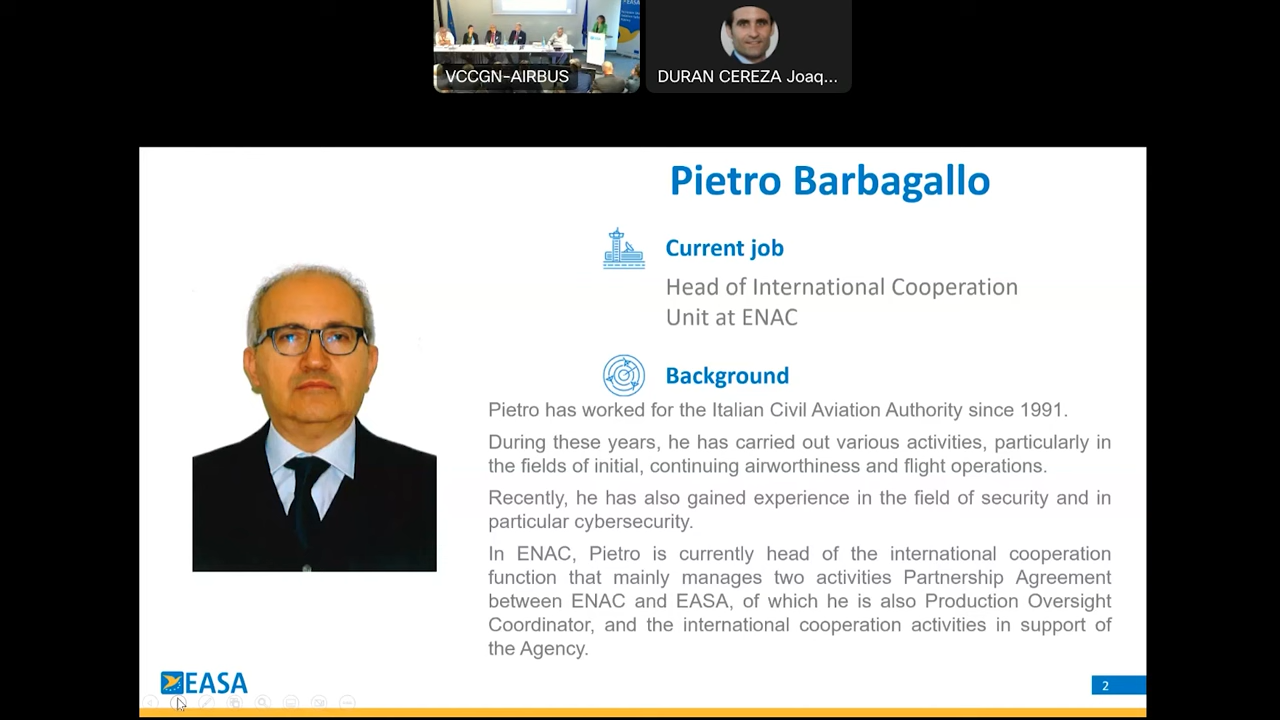 VCCGN-AIRBUS
DURAN CEREZA Joaq...
Pietro Barbagallo
Current job
Head of International Cooperation
Unit at ENAC
Background
Pietro has worked for the Italian Civil Aviation Authority since 1991.
During these years, he has carried out various activities, particularly in
the fields of initial, continuing airworthiness and flight operations.
Recently, he has also gained experience in the field of security and in
particular cybersecurity.
In ENAC, Pietro is currently head of the international cooperation
function that mainly manages two activities Partnership Agreement
between ENAC and EASA, of which he is also Production Oversight
Coordinator, and the international cooperation activities in support of
the Agency.
EASA
2